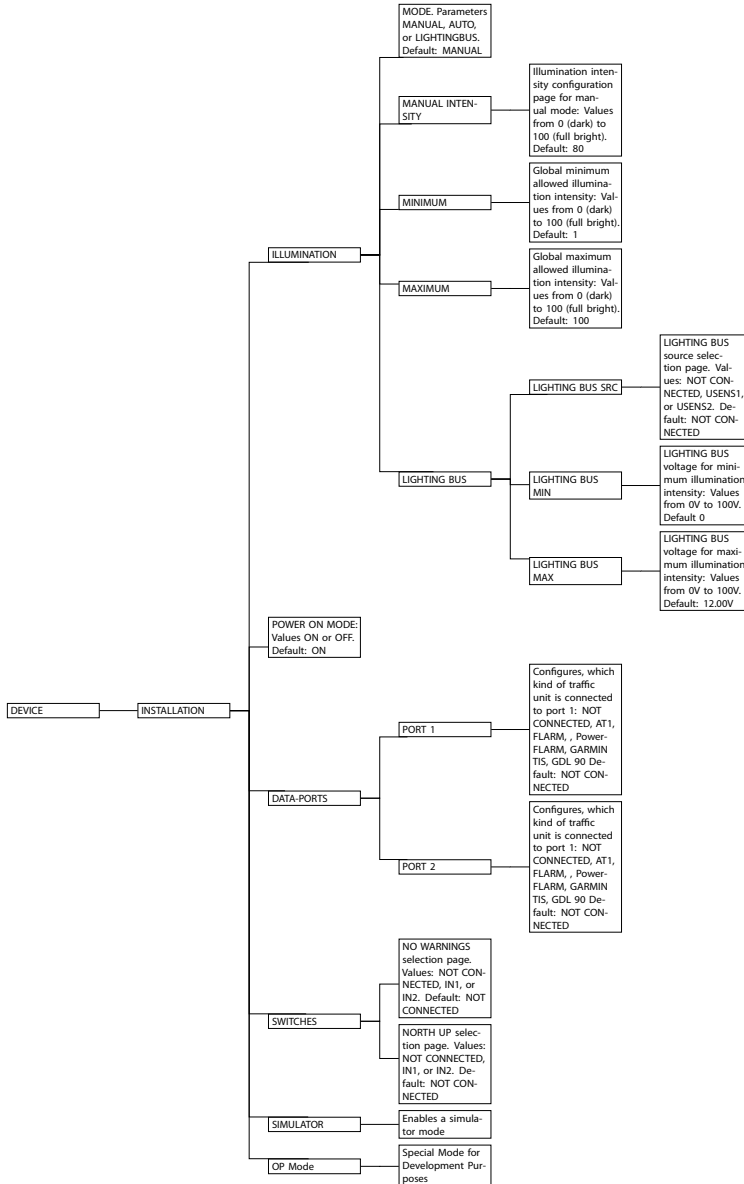 MODE. Parameters
MANUAL, AUTO,
or LIGHTINGBUS.
Default: MANUAL
MANUAL INTEN-
SITY
Illumination inten-
sity configuration
page for man-
ual mode: Values
from 0 (dark) to
100 (full bright).
Default: 80
MINIMUM
Global minimum
allowed illumina-
tion intensity: Val-
ues from 0 (dark)
to 100 (full bright).
Default: 1
ILLUMINATION
MAXIMUM
Global maximum
allowed illumina-
tion intensity: Val-
ues from 0 (dark)
to 100 (full bright).
Default: 100
LIGHTING BUS
LIGHTING BUS SRC
LIGHTING BUS
source selec-
tion page. Val-
ues: NOT CON-
NECTED, USENS1,
or USENS2. De-
fault: NOT CON-
NECTED
LIGHTING BUS
MIN
LIGHTING BUS
voltage for mini-
mum illumination
intensity: Values
from 0V to 100V.
Default 0
LIGHTING BUS
MAX
LIGHTING BUS
voltage for maxi-
mum illumination
intensity: Values
from 0V to 100V.
Default: 12.00V
POWER ON MODE:
Values ON or OFF.
Default: ON
DEVICE
INSTALLATION
DATA-PORTS
PORT 1
Configures, which
kind of traffic
unit is connected
to port 1: NOT
CONNECTED, AT1,
FLARM, , Power-
FLARM, GARMIN
TIS, GDL 90 De-
fault: NOT CON-
NECTED
PORT 2
Configures, which
kind of traffic
unit is connected
to port 1: NOT
CONNECTED, AT1,
FLARM, , Power-
FLARM, GARMIN
TIS, GDL 90 De-
fault: NOT CON-
NECTED
SWITCHES
NO WARNINGS
selection page.
Values: NOT CON-
NECTED, IN1, or
IN2. Default: NOT
CONNECTED
NORTH UP selec-
tion page. Values:
NOT CONNECTED,
IN1, or IN2. De-
fault: NOT CON-
NECTED
SIMULATOR
Enables a simula-
tor mode
OP Mode
Special Mode for
Development Pur-
poses